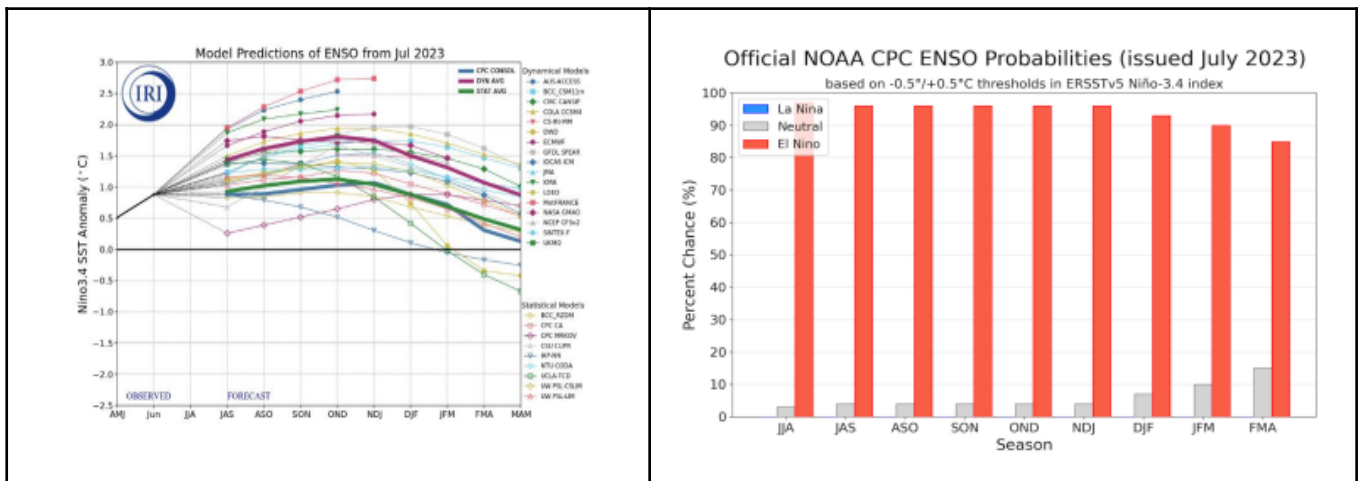 Model Predictions of ENSO from Jul 2023
3.0
2.5
2.0
1.5
1.0
0.5
0.0
−0.5
−1.0
−1.5
−2.0
−2.5
Nino3.4 SST Anomaly (°C)
IRI
CPC CONSOL
DYN AVG
STAT AVG
OBSERVED
FORECAST
AMJ Jun JJA JAS ASO SON OND NDJ DJF JFM FMA MAM
Dynamical Models
AUS-ACCESS
BCC_CSM11m
CMC CANSIP
COLA CCSM4
CS-IRI-MM
DWD
ECMWF
GFDL SPEAR
IOCAS ICM
JMA
KMA
LDEO
MetFRANCE
NASA GMAO
NCEP CFSv2
SINTEX-F
UKMO
Statistical Models
BCC_RZDM
CPC CA
CPC MRKOV
CSU CLIPR
IAP-NN
NTU CODA
UCLA-TCD
UW PSL-CSLIM
UW PSL-LIM
Official NOAA CPC ENSO Probabilities (issued July 2023)
based on -0.5°/+0.5°C thresholds in ERSSTv5 Niño-3.4 index
100
90
80
70
60
50
40
30
20
10
0
Percent Chance (%)
La Nina
Neutral
El Nino
JJA JAS ASO SON OND NDJ DJF JFM FMA
Season